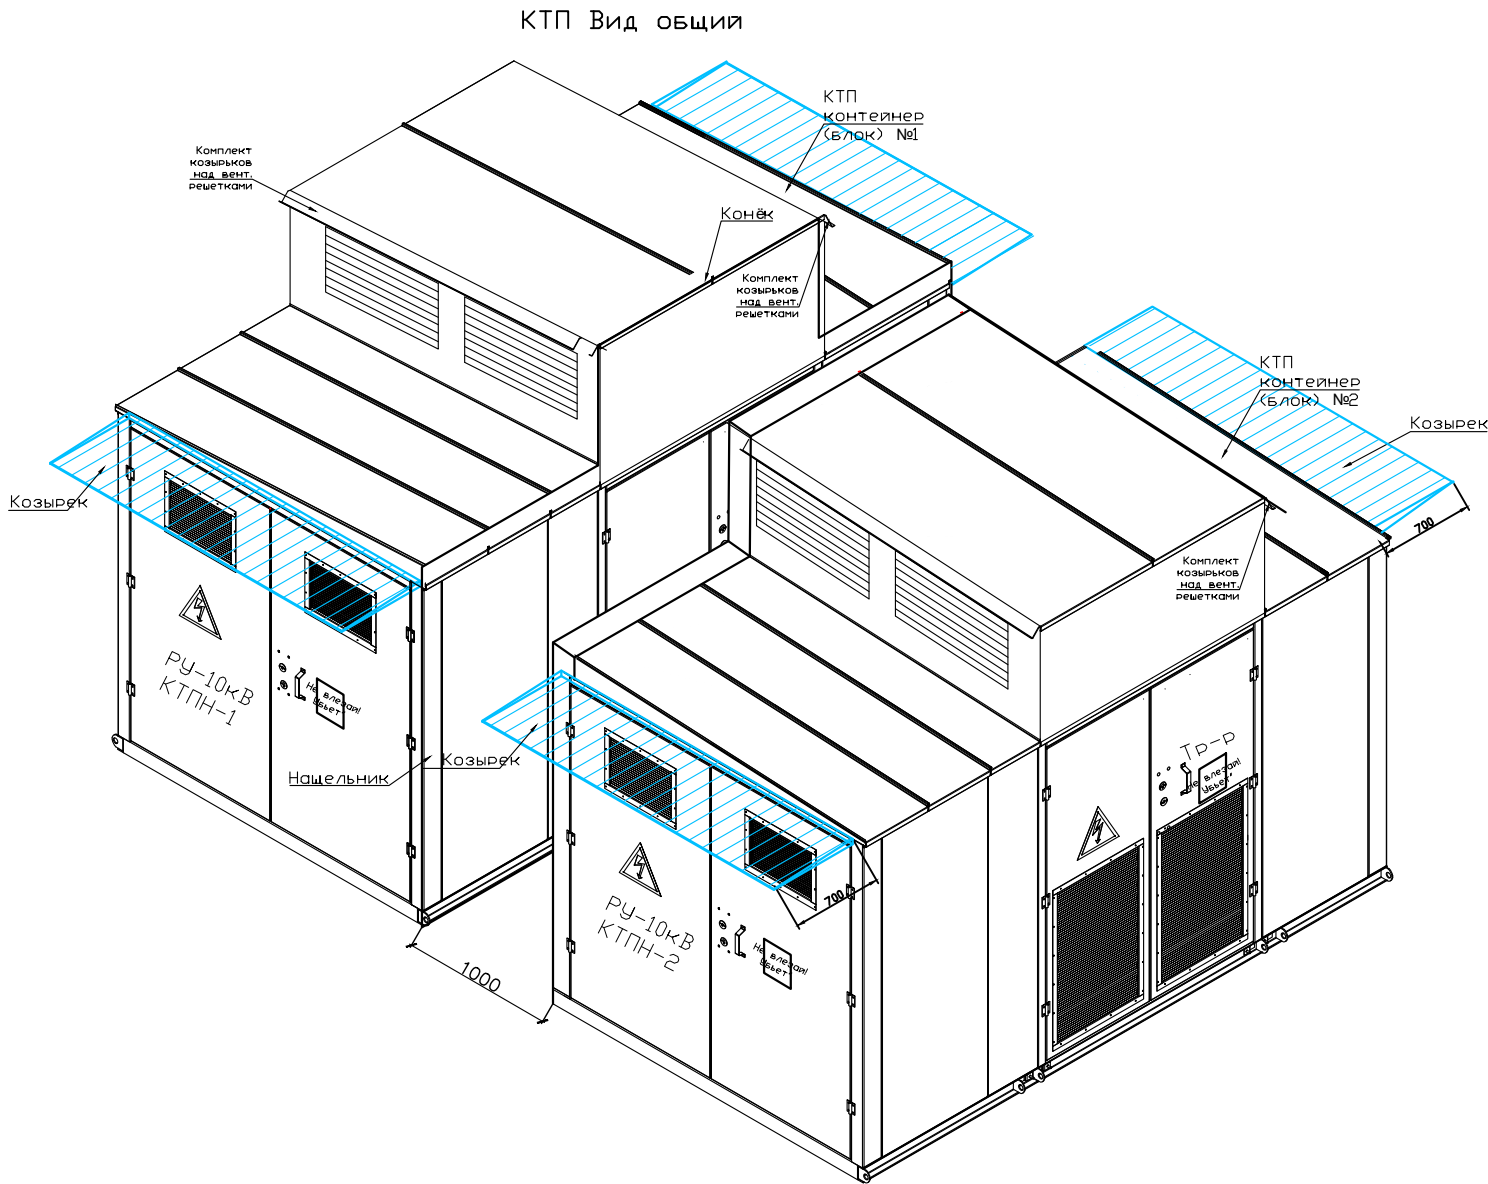 КТП Вид общий
КТП
контейнер
(блок) №1
Комплект
козырьков
над вент.
решетками
Конёк
Комплект
козырьков
над вент.
решетками
КТП
контейнер
(блок) №2
Козырек
700
Козырек
Комплект
козырьков
над вент.
решетками
РУ-10кВ
КТПН-1
Не влезай!
Убьет
Нащельник
Козырек
Тр-р
Не влезай!
Убьет
700
РУ-10кВ
КТПН-2
Не влезай!
Убьет
1000